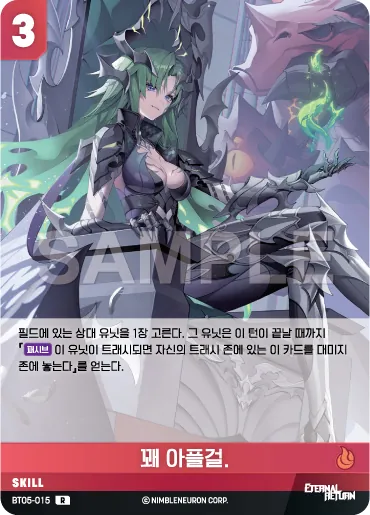 3
SAMPLE
필드에 있는 상대 유닛을 1장 고른다. 그 유닛은 이 턴이 끝날 때까지
「패시브 이 유닛이 트래시되면 자신의 트래시 존에 있는 이 카드를 대미지
존에 놓는다」를 얻는다.
꽤 아플걸.
SKILL
BT05-015 R ©NIMBLENEURON CORP.
ETERNAL
RETURN